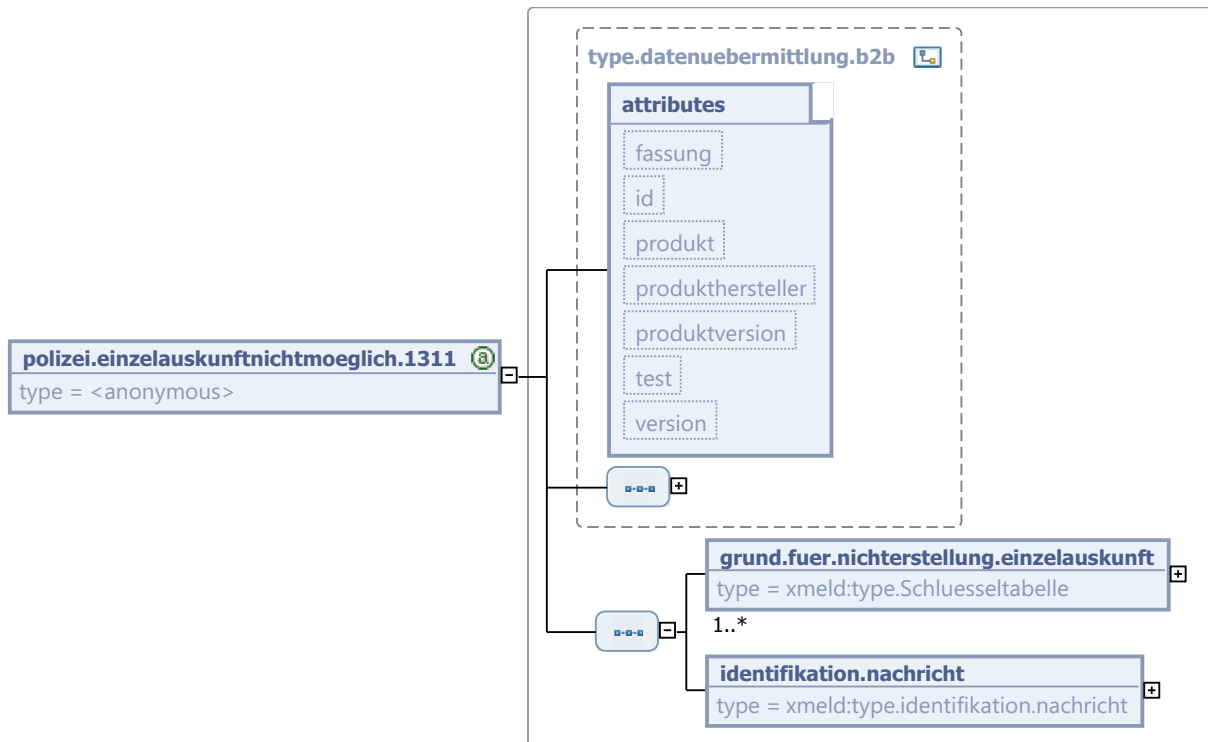 type.datenuebermittlung.b2b
attributes
fassung
id
produkt
produkthersteller
produktversion
test
version
polizei.einzelauskunftnichtmoeglich.1311 @
type = <anonymous>
grund.fuer.nichterstellung.einzelauskunft
type = xmeld:type.Schluesseltabelle
1..*
identifikation.nachricht
type = xmeld:type.identifikation.nachricht